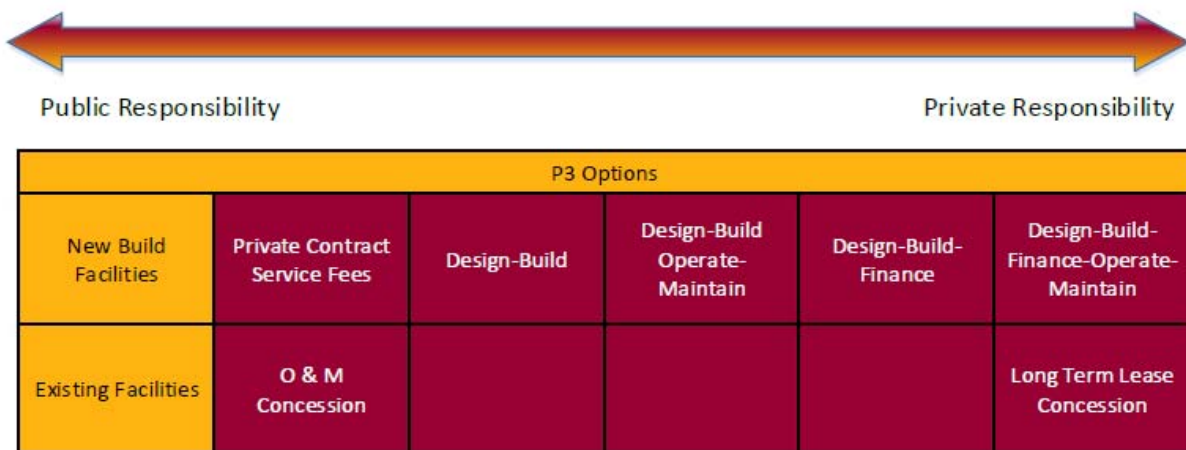 Public Responsibility
Private Responsibility
P3 Options
New Build
Facilities
Private Contract
Service Fees
Design-Build
Design-Build
Operate-
Maintain
Design-Build-
Finance
Design-Build-
Finance-Operate-
Maintain
Existing Facilities
O & M
Concession
Long Term Lease
Concession